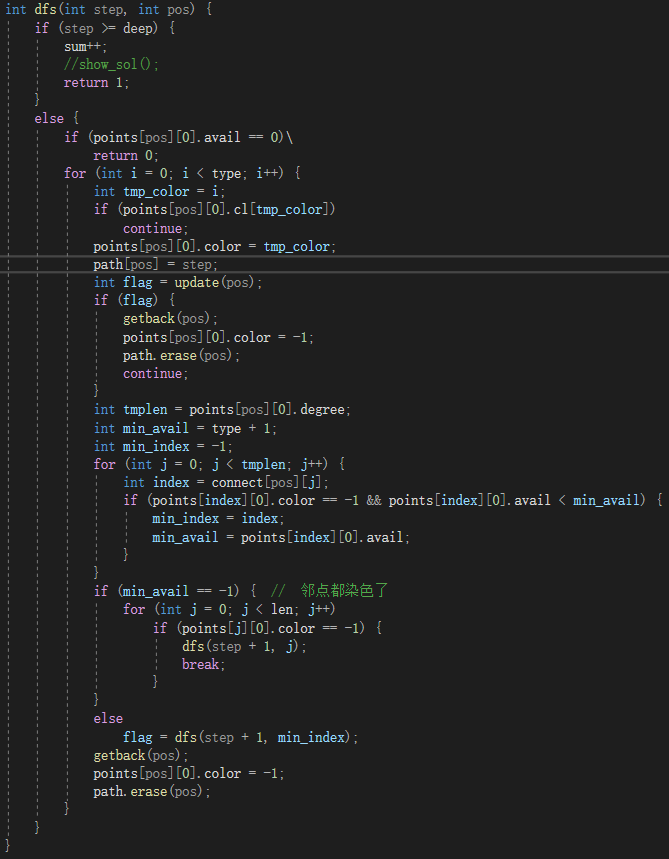 int dfs(int step, int pos) {
    if (step >= deep) {
        sum++;
        //show_sol();
        return 1;
    }
    else {
        if (points[pos][0].avail == 0)\
            return 0;
        for (int i = 0; i < type; i++) {
            int tmp_color = i;
            if (points[pos][0].cl[tmp_color])
                continue;
            points[pos][0].color = tmp_color;
            path[pos] = step;
            int flag = update(pos);
            if (flag) {
                getback(pos);
                points[pos][0].color = -1;
                path.erase(pos);
                continue;
            }
            int tmplen = points[pos][0].degree;
            int min_avail = type + 1;
            int min_index = -1;
            for (int j = 0; j < tmplen; j++) {
                int index = connect[pos][j];
                if (points[index][0].color == -1 && points[index][0].avail < min_avail) {
                    min_index = index;
                    min_avail = points[index][0].avail;
                }
            }
            if (min_avail == -1) {  //  邻点都染色了
                for (int j = 0; j < len; j++)
                    if (points[j][0].color == -1) {
                        dfs(step + 1, j);
                        break;
                    }
            }
            else
                flag = dfs(step + 1, min_index);
            getback(pos);
            points[pos][0].color = -1;
            path.erase(pos);
        }
    }
}